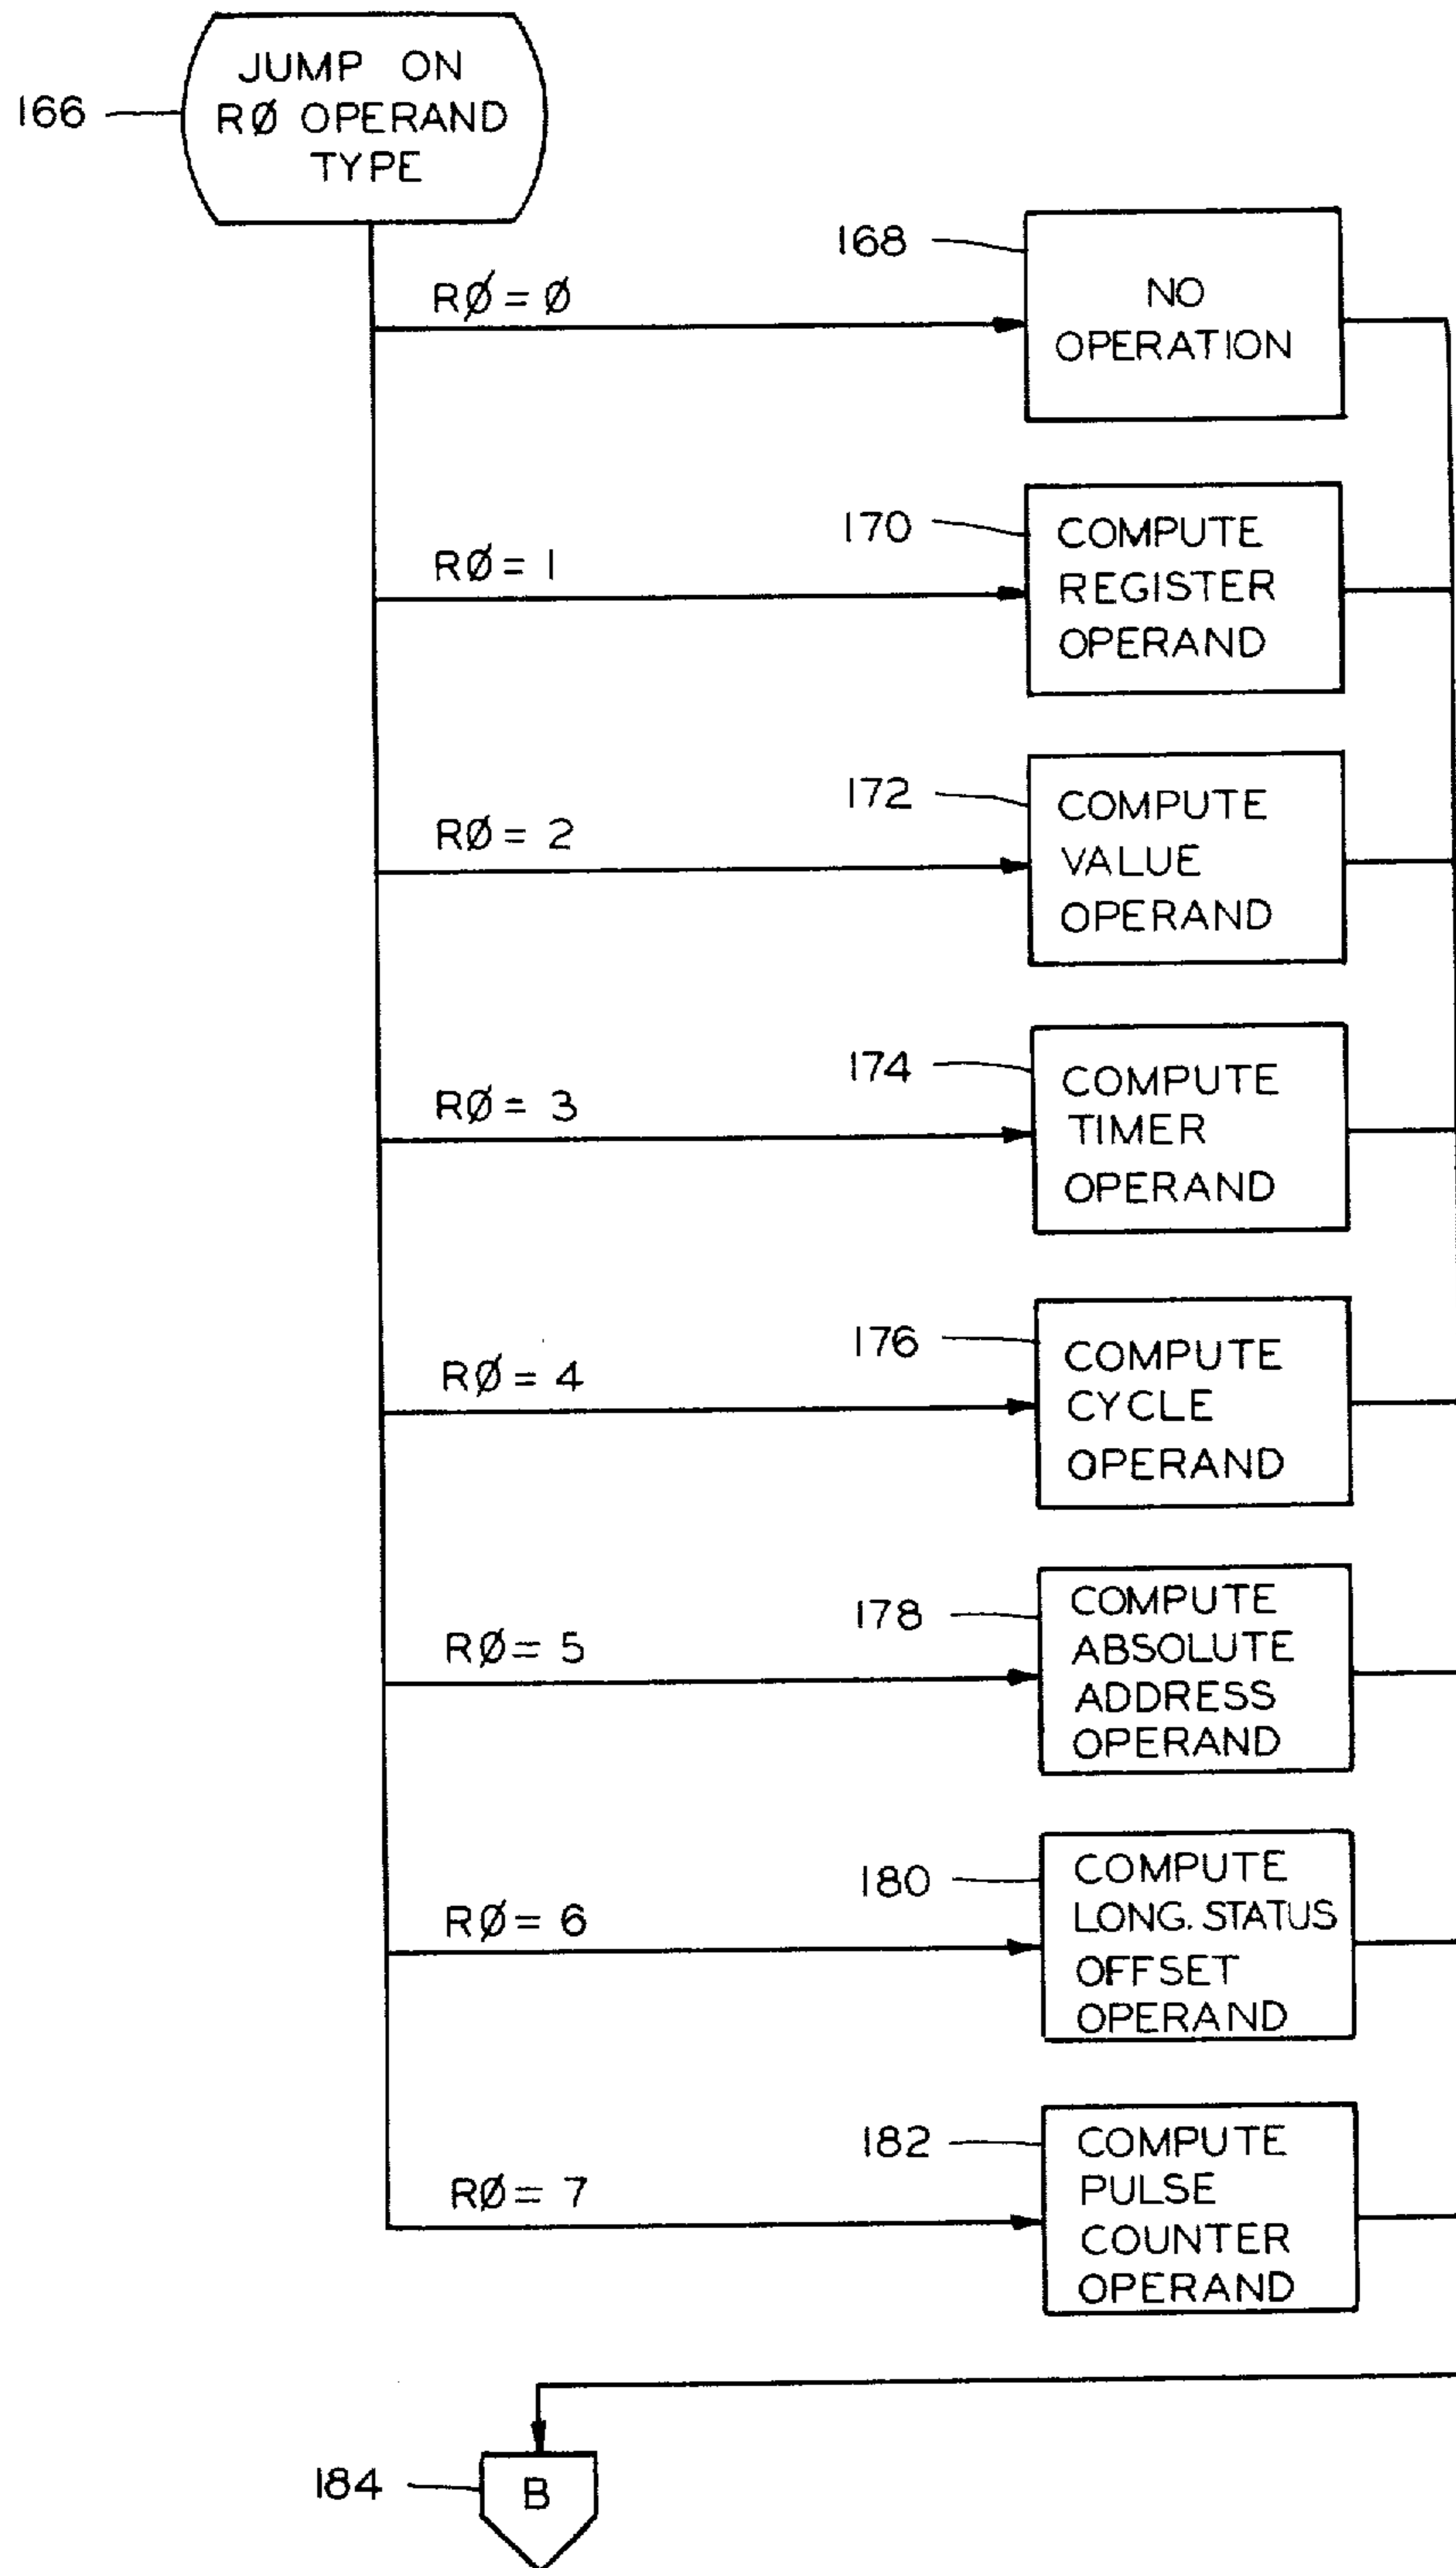 JUMP ON
166
RØ OPERAND
TYPE
168
RØ = Ø
NO
OPERATION
170
RØ = 1
COMPUTE
REGISTER
OPERAND
172
RØ = 2
COMPUTE
VALUE
OPERAND
174
RØ = 3
COMPUTE
TIMER
OPERAND
176
RØ = 4
COMPUTE
CYCLE
OPERAND
178
RØ = 5
COMPUTE
ABSOLUTE
ADDRESS
OPERAND
180
RØ = 6
COMPUTE
LONG. STATUS
OFFSET
OPERAND
182
RØ = 7
COMPUTE
PULSE
COUNTER
OPERAND
184
B